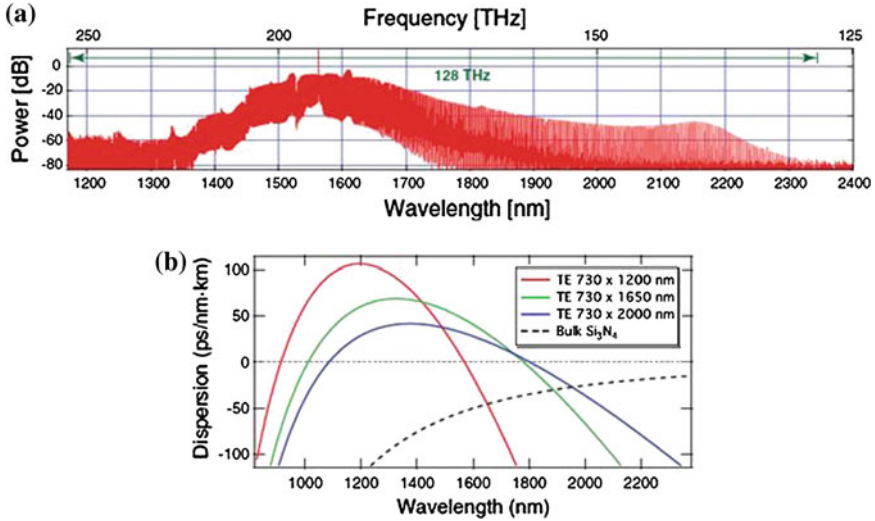 (a)
Frequency [THz]
250 200 150 125
128 THz
Power [dB]
0
-20
-40
-60
-80
1200 1300 1400 1500 1600 1700 1800 1900 2000 2100 2200 2300 2400
Wavelength [nm]
(b)
Dispersion (ps/nm·km)
100
50
0
-50
-100
TE 730 x 1200 nm
TE 730 x 1650 nm
TE 730 x 2000 nm
Bulk Si₃N₄
1000 1200 1400 1600 1800 2000 2200
Wavelength (nm)